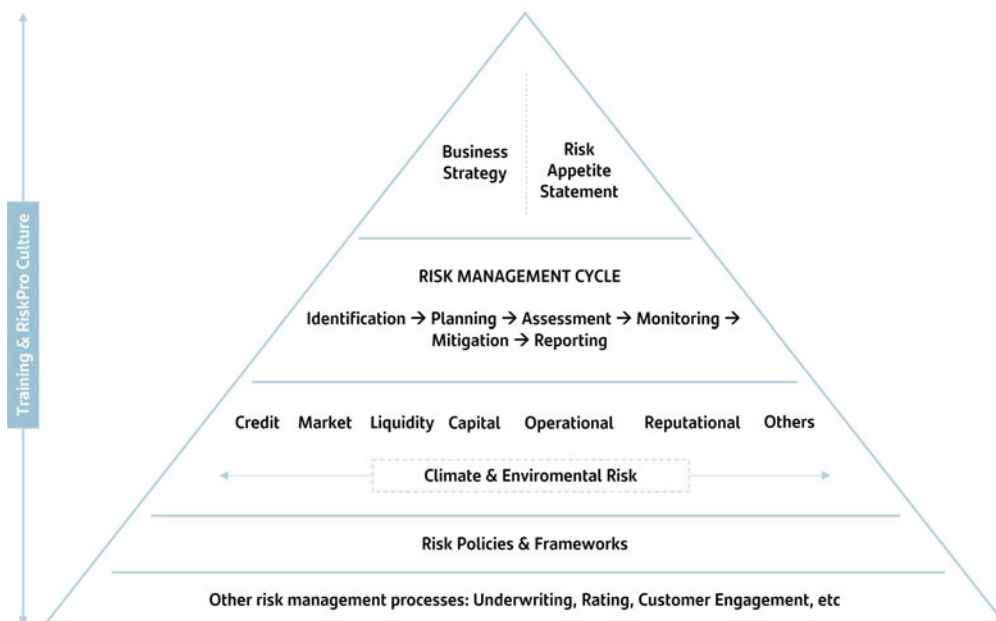 Training & RiskPro Culture
Business
Strategy
Risk
Appetite
Statement
RISK MANAGEMENT CYCLE
Identification → Planning → Assessment → Monitoring →
Mitigation → Reporting
Credit Market Liquidity Capital Operational Reputational Others
Climate & Enviromental Risk
Risk Policies & Frameworks
Other risk management processes: Underwriting, Rating, Customer Engagement, etc